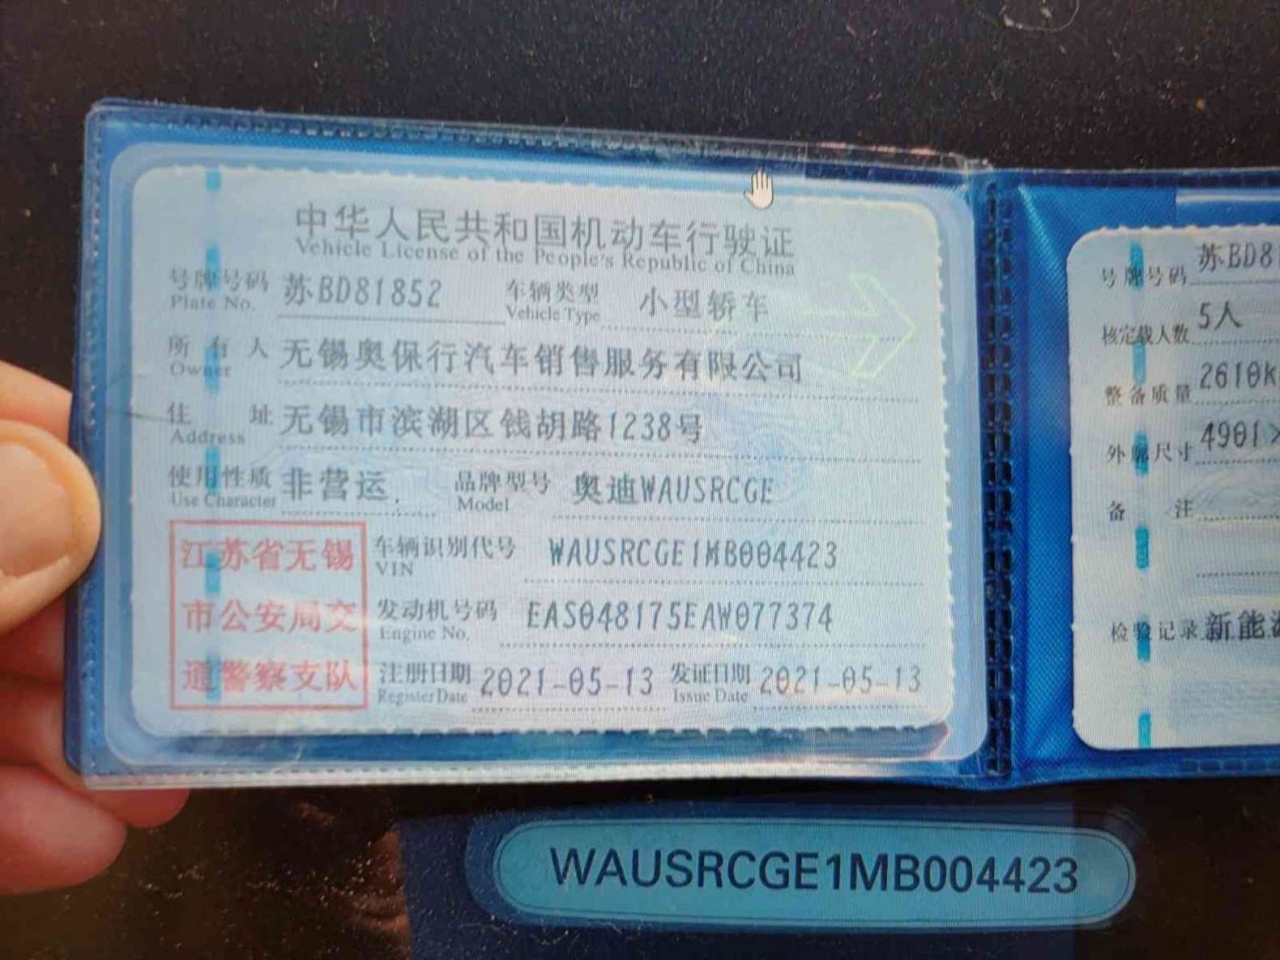 中华人民共和国机动车行驶证
Vehicle License of the People's Republic of China
号牌号码 苏BD81852 车辆类型 小型轿车
Plate No. Vehicle Type
所有人 无锡奥保行汽车销售服务有限公司
Owner
住址 无锡市滨湖区钱胡路1238号
Address
使用性质 非营运 品牌型号 奥迪WAUSRCGE
Use Character Model
江苏省无锡
市公安局交
通警察支队
车辆识别代号 WAUSRCGE1MB004423
VIN
发动机号码 EAS048175EAW077374
Engine No.
注册日期 2021-05-13 发证日期 2021-05-13
Register Date Issue Date
号牌号码 苏BD81
核定载人数 5人
整备质量 2610k
外廓尺寸 4901×
备注
检验记录 新能
WAUSRCGE1MB004423